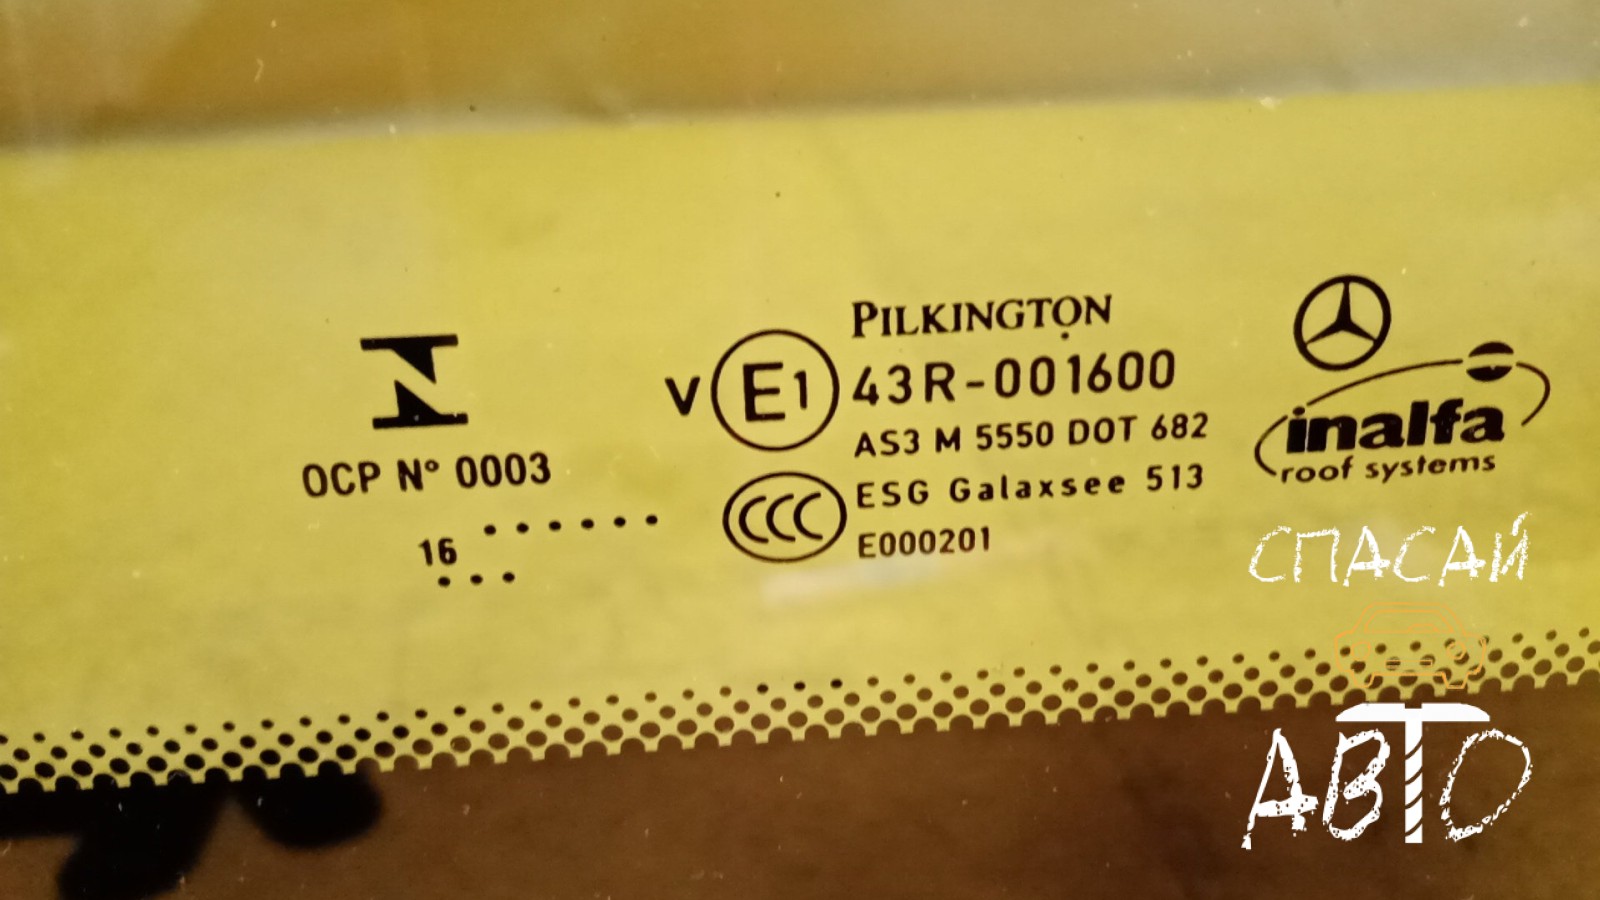 OCP Nº 0003
16
V E1
PILKINGTON
43R-001600
AS3 M 5550 DOT 682
CCC
ESG Galaxsee 513
E000201
inalfa
roof systems
СПАСАЙ
АВТО